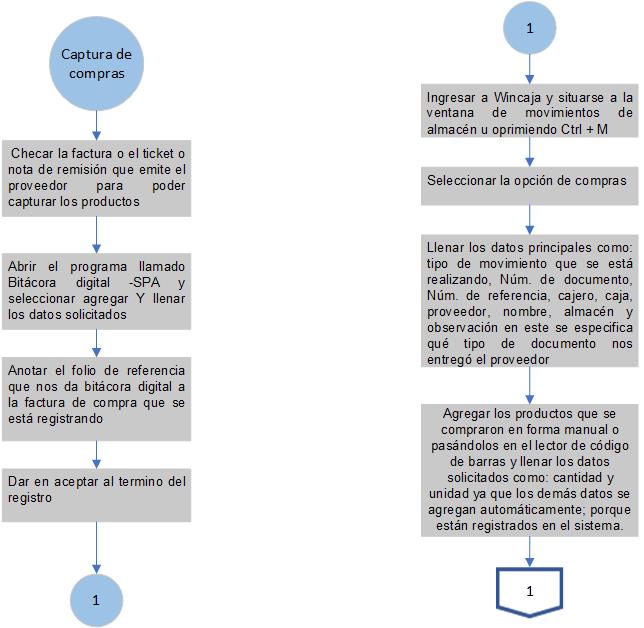 Captura de
compras
Checar la factura o el ticket o
nota de remisión que emite el
proveedor para poder
capturar los productos
Abrir el programa llamado
Bitácora digital -SPA y
seleccionar agregar Y llenar
los datos solicitados
Anotar el folio de referencia
que nos da bitácora digital a
la factura de compra que se
está registrando
Dar en aceptar al termino del
registro
1
1
Ingresar a Wincaja y situarse a la
ventana de movimientos de
almacén u oprimiendo Ctrl + M
Seleccionar la opción de compras
Llenar los datos principales como:
tipo de movimiento que se está
realizando, Núm. de documento,
Núm. de referencia, cajero, caja,
proveedor, nombre, almacén y
observación en este se especifica
qué tipo de documento nos
entregó el proveedor
Agregar los productos que se
compraron en forma manual o
pasándolos en el lector de código
de barras y llenar los datos
solicitados como: cantidad y
unidad ya que los demás datos se
agregan automáticamente; porque
están registrados en el sistema.
1